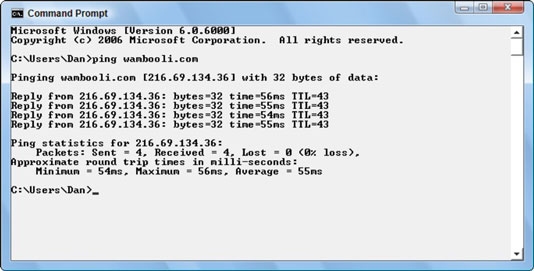 Command Prompt
Microsoft Windows [Version 6.0.6000]
Copyright (c) 2006 Microsoft Corporation.  All rights reserved.
C:\Users\Dan>ping wambooli.com
Pinging wambooli.com [216.69.134.36] with 32 bytes of data:
Reply from 216.69.134.36: bytes=32 time=56ms TTL=43
Reply from 216.69.134.36: bytes=32 time=55ms TTL=43
Reply from 216.69.134.36: bytes=32 time=54ms TTL=43
Reply from 216.69.134.36: bytes=32 time=55ms TTL=43
Ping statistics for 216.69.134.36:
    Packets: Sent = 4, Received = 4, Lost = 0 (0% loss),
Approximate round trip times in milli-seconds:
    Minimum = 54ms, Maximum = 56ms, Average = 55ms
C:\Users\Dan>_